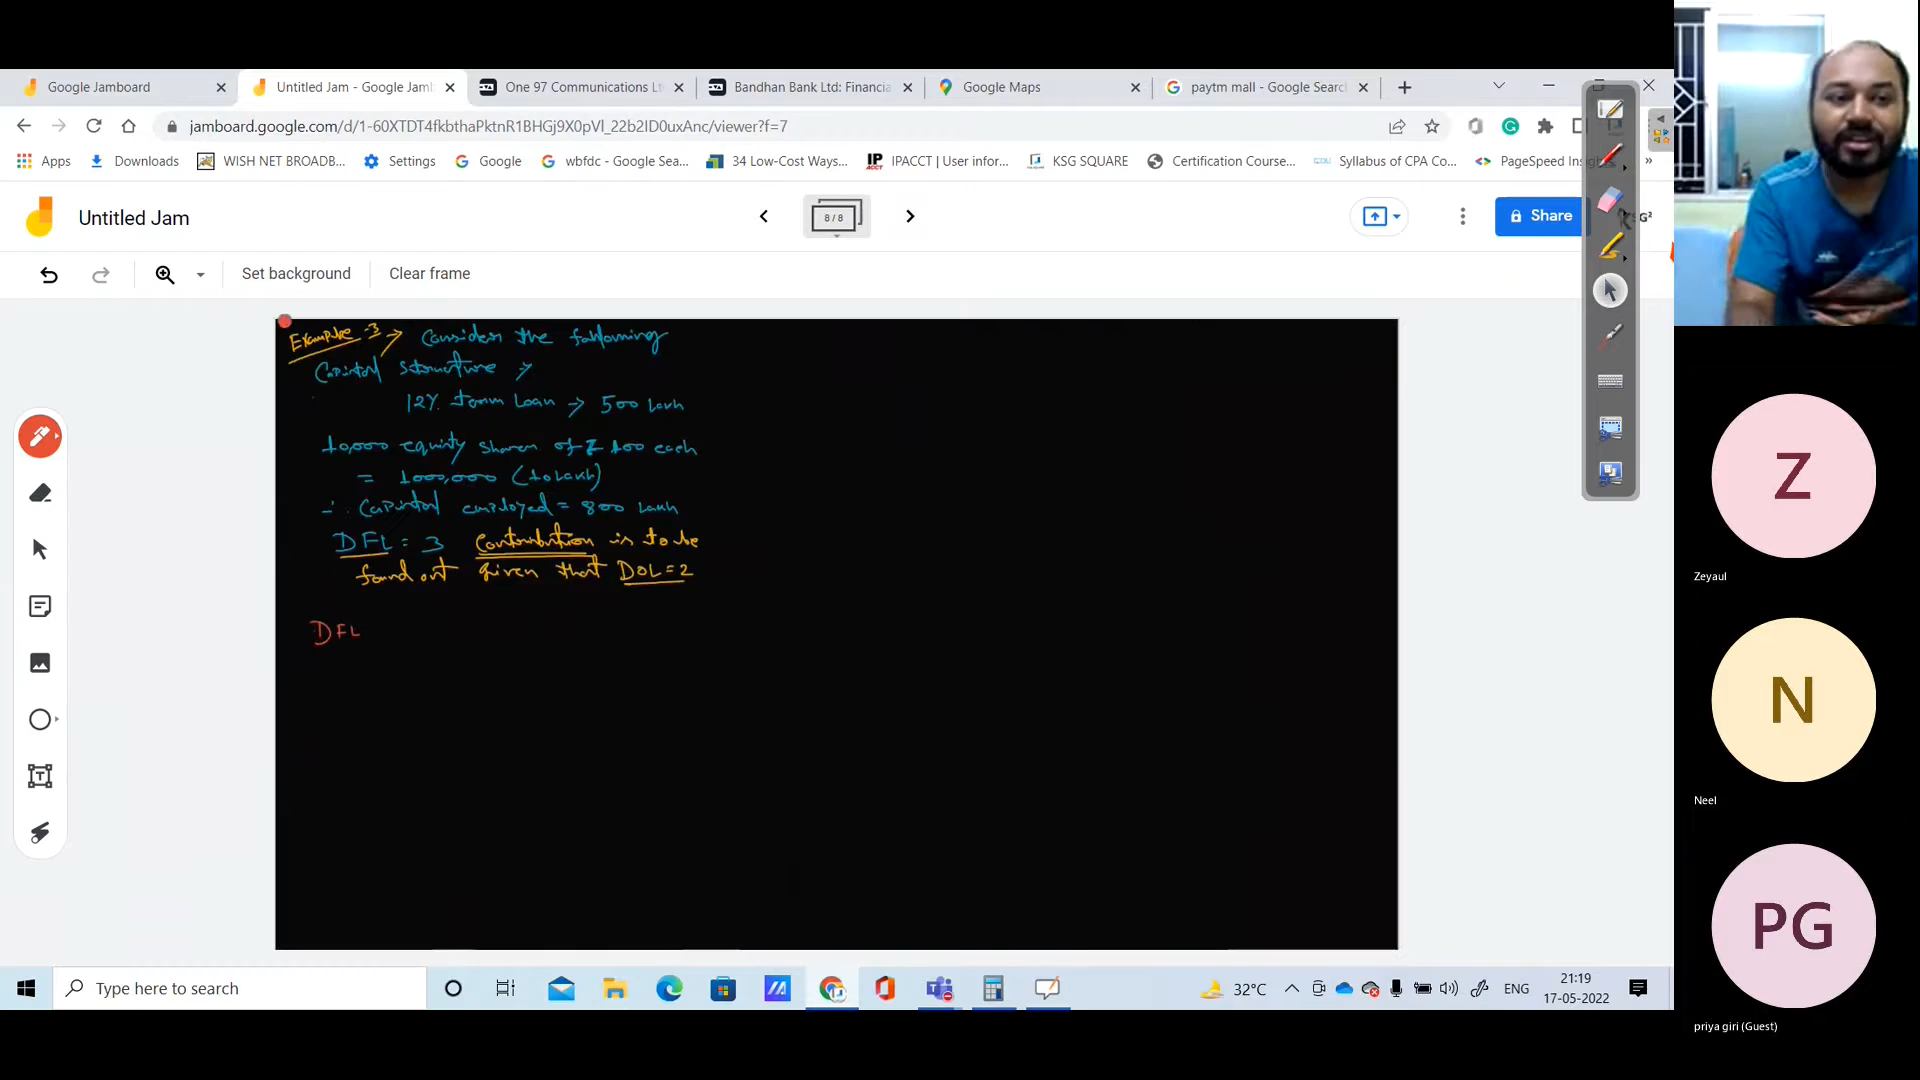 Google Jamboard
Untitled Jam - Google Jam
One 97 Communications Lt
Bandhan Bank Ltd: Financia
Google Maps
paytm mall - Google Search
jamboard.google.com/d/1-60XTDT4fkbthaPktnR1BHGj9X0pVl_22b2ID0uxAnc/viewer?f=7
Apps
Downloads
WISH NET BROADB...
Settings
Google
wbfdc - Google Sea...
34 Low-Cost Ways...
IP
IPACCT | User infor...
KSG SQUARE
Certification Course...
Syllabus of CPA Co...
PageSpeed Insig
»
Untitled Jam
8 / 8
Share
SG²
Set background
Clear frame
Example -3 → Consider the following
Capital structure >
12% term loan → 500 lakh
10,000 equity shares of ₹ 100 each
= 1000,000 (10 lakh)
∴ Capital employed = 800 lakh
DFL = 3 Contribution is to be
found out given that DOL = 2
DFL
Z
Zeyaul
N
Neel
PG
priya giri (Guest)
Type here to search
32°C
ENG
21:19
17-05-2022